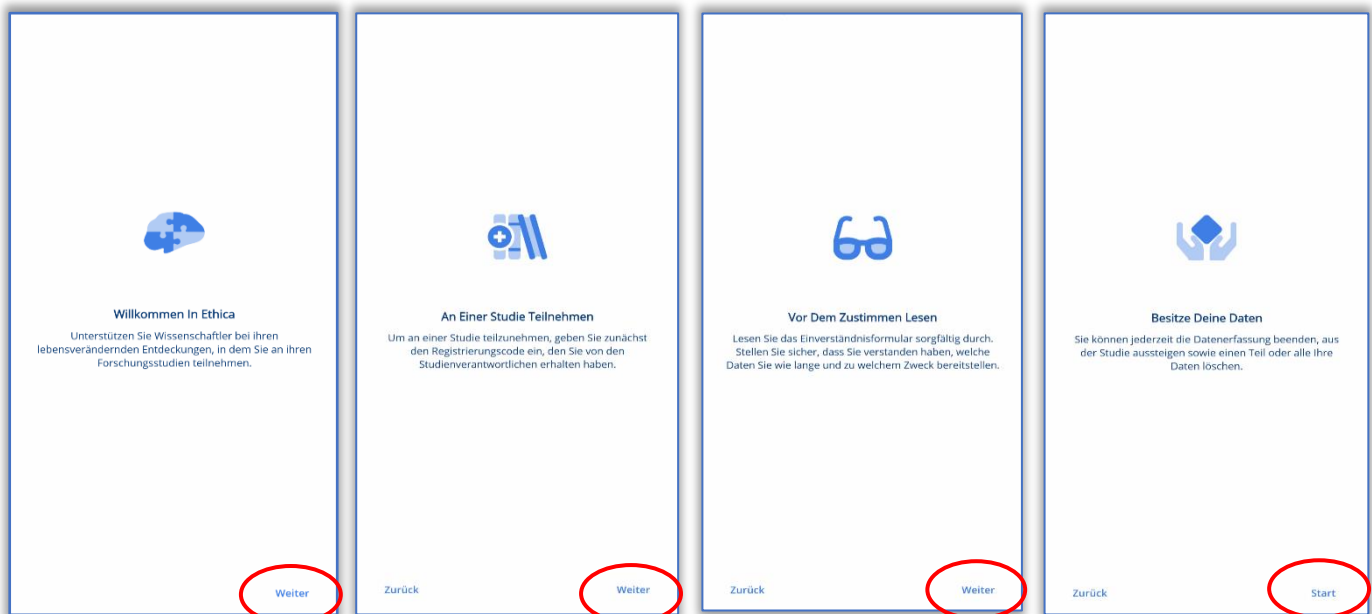 Willkommen In Ethica
Unterstützen Sie Wissenschaftler bei ihren
lebensverändernden Entdeckungen, in dem Sie an ihren
Forschungsstudien teilnehmen.
Weiter
An Einer Studie Teilnehmen
Um an einer Studie teilzunehmen, geben Sie zunächst
den Registrierungscode ein, den Sie von den
Studienverantwortlichen erhalten haben.
Zurück
Weiter
Vor Dem Zustimmen Lesen
Lesen Sie das Einverständnisformular sorgfältig durch.
Stellen Sie sicher, dass Sie verstanden haben, welche
Daten Sie wie lange und zu welchem Zweck bereitstellen.
Zurück
Weiter
Besitze Deine Daten
Sie können jederzeit die Datenerfassung beenden, aus
der Studie aussteigen sowie einen Teil oder alle Ihre
Daten löschen.
Zurück
Start